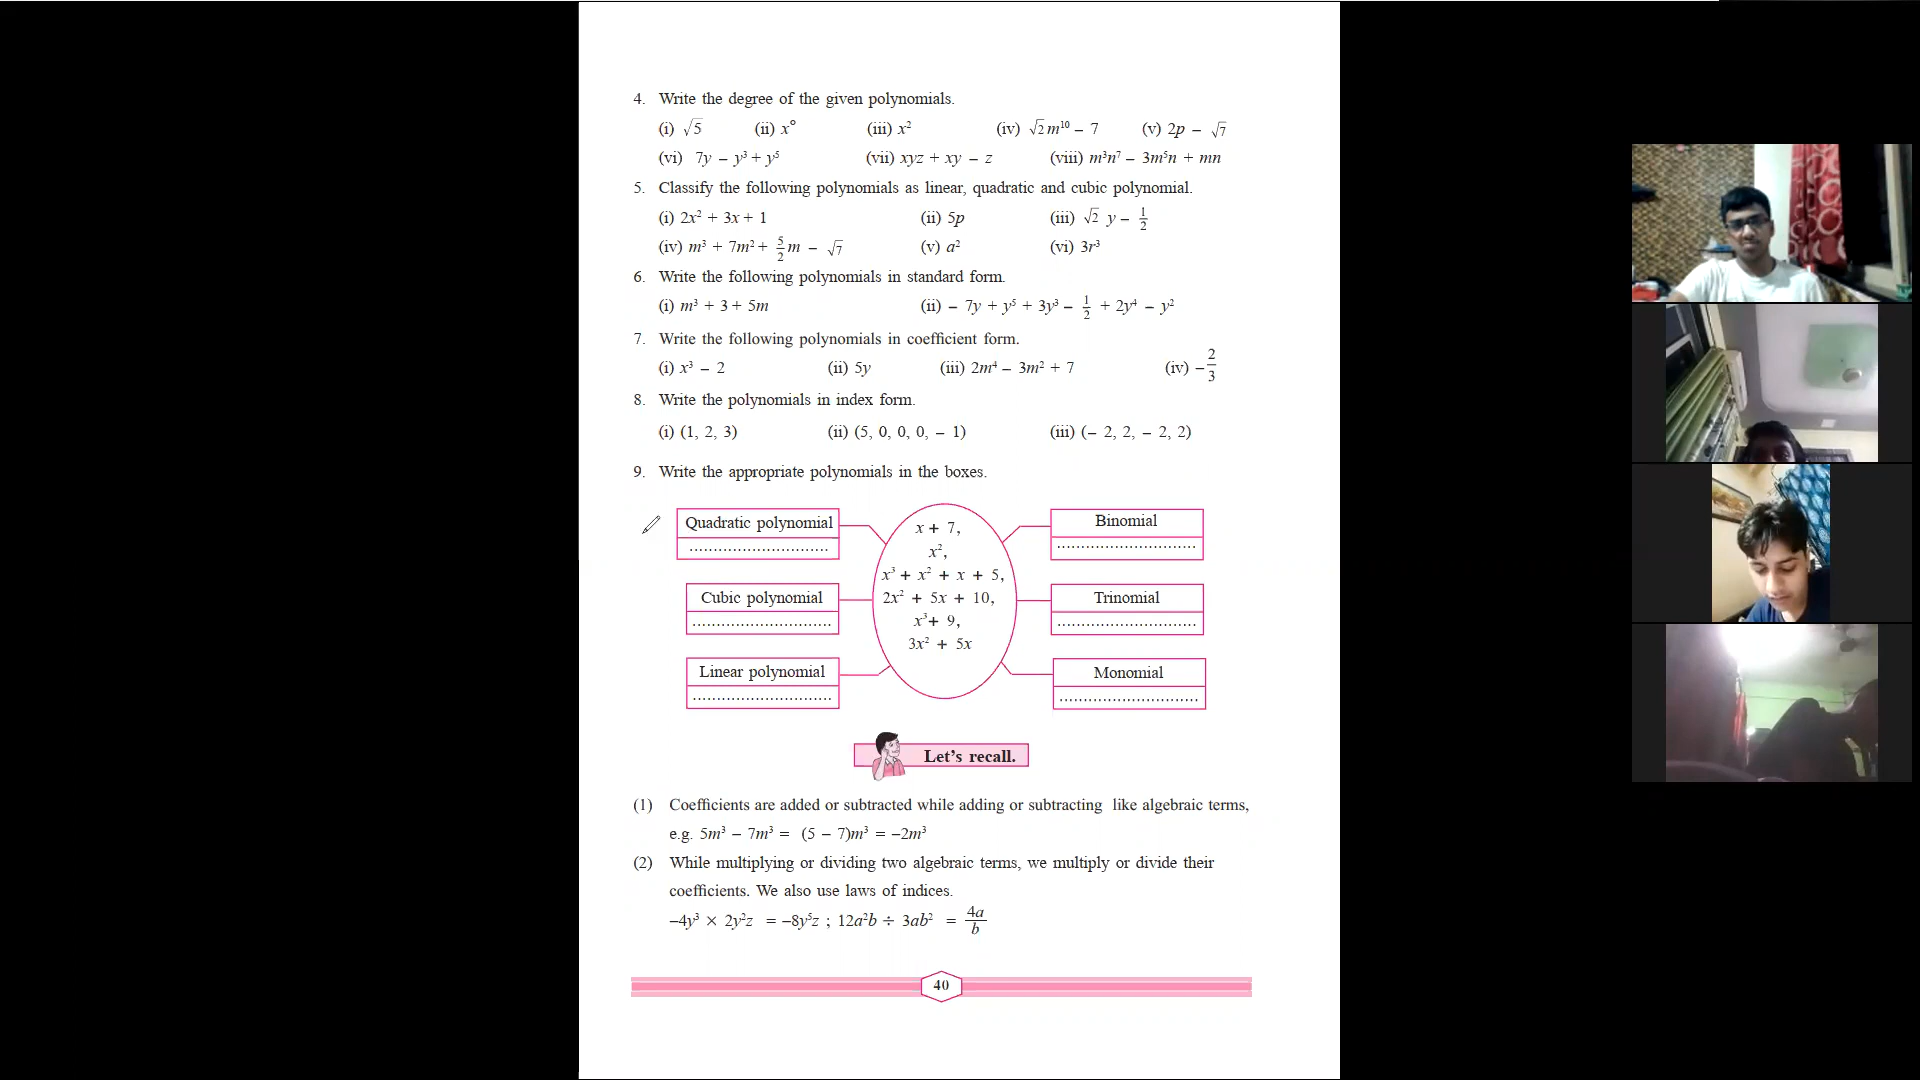 4. Write the degree of the given polynomials.
(i) √5 (ii) x° (iii) x² (iv) √2 m¹⁰ – 7 (v) 2p – √7
(vi) 7y – y³ + y⁵ (vii) xyz + xy – z (viii) m³n⁷ – 3m⁵n + mn
5. Classify the following polynomials as linear, quadratic and cubic polynomial.
(i) 2x² + 3x + 1 (ii) 5p (iii) √2 y – 1/2
(iv) m³ + 7m² + 5/2 m – √7 (v) a² (vi) 3r³
6. Write the following polynomials in standard form.
(i) m³ + 3 + 5m (ii) – 7y + y⁵ + 3y³ – 1/2 + 2y⁴ – y²
7. Write the following polynomials in coefficient form.
(i) x³ – 2 (ii) 5y (iii) 2m⁴ – 3m² + 7 (iv) –2/3
8. Write the polynomials in index form.
(i) (1, 2, 3) (ii) (5, 0, 0, 0, – 1) (iii) (– 2, 2, – 2, 2)
9. Write the appropriate polynomials in the boxes.
Quadratic polynomial
.............................
Cubic polynomial
.............................
Linear polynomial
.............................
x + 7,
x²,
x³ + x² + x + 5,
2x² + 5x + 10,
x³ + 9,
3x² + 5x
Binomial
.............................
Trinomial
.............................
Monomial
.............................
Let's recall.
(1) Coefficients are added or subtracted while adding or subtracting like algebraic terms,
e.g. 5m³ – 7m³ = (5 – 7)m³ = –2m³
(2) While multiplying or dividing two algebraic terms, we multiply or divide their
coefficients. We also use laws of indices.
–4y³ × 2y²z = –8y⁵z ; 12a²b ÷ 3ab² = 4a/b
40